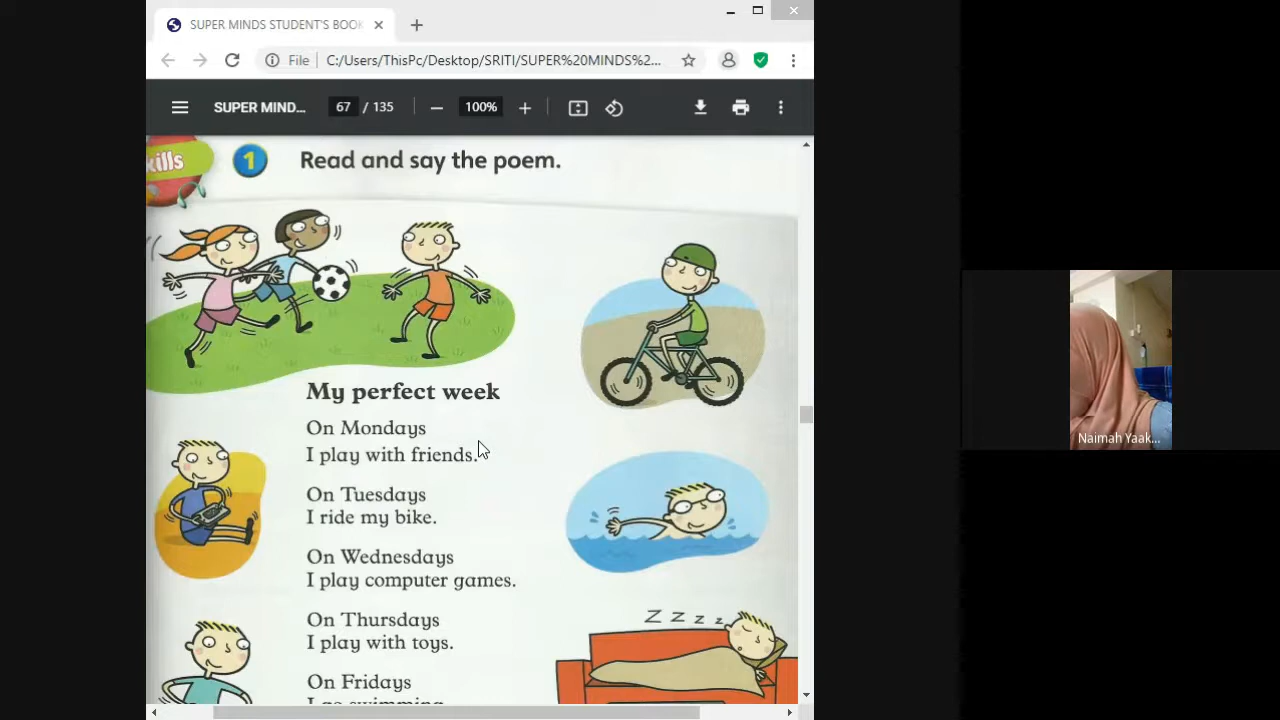 SUPER MINDS STUDENT'S BOOK
File
C:/Users/ThisPc/Desktop/SRITI/SUPER%20MINDS%2...
SUPER MIND...
67 / 135
100%
kills
1
Read and say the poem.
My perfect week
On Mondays
I play with friends.
On Tuesdays
I ride my bike.
On Wednesdays
I play computer games.
On Thursdays
I play with toys.
On Fridays
I go swimming
Z z z z
Naimah Yaak...